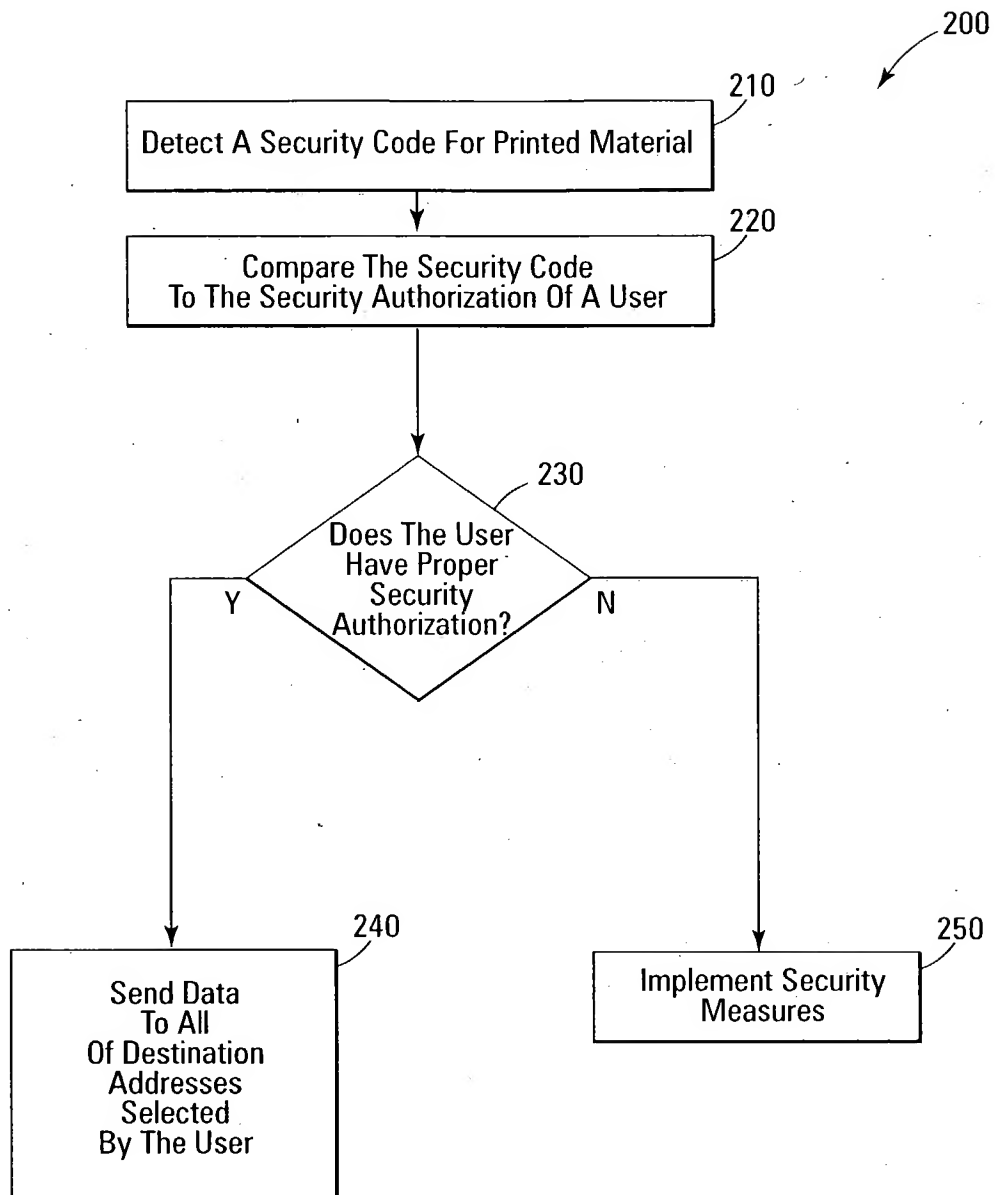 200
210
Detect A Security Code For Printed Material
220
Compare The Security Code
To The Security Authorization Of A User
230
Does The User
Have Proper
Security
Authorization?
Y
N
240
Send Data
To All
Of Destination
Addresses
Selected
By The User
250
Implement Security
Measures